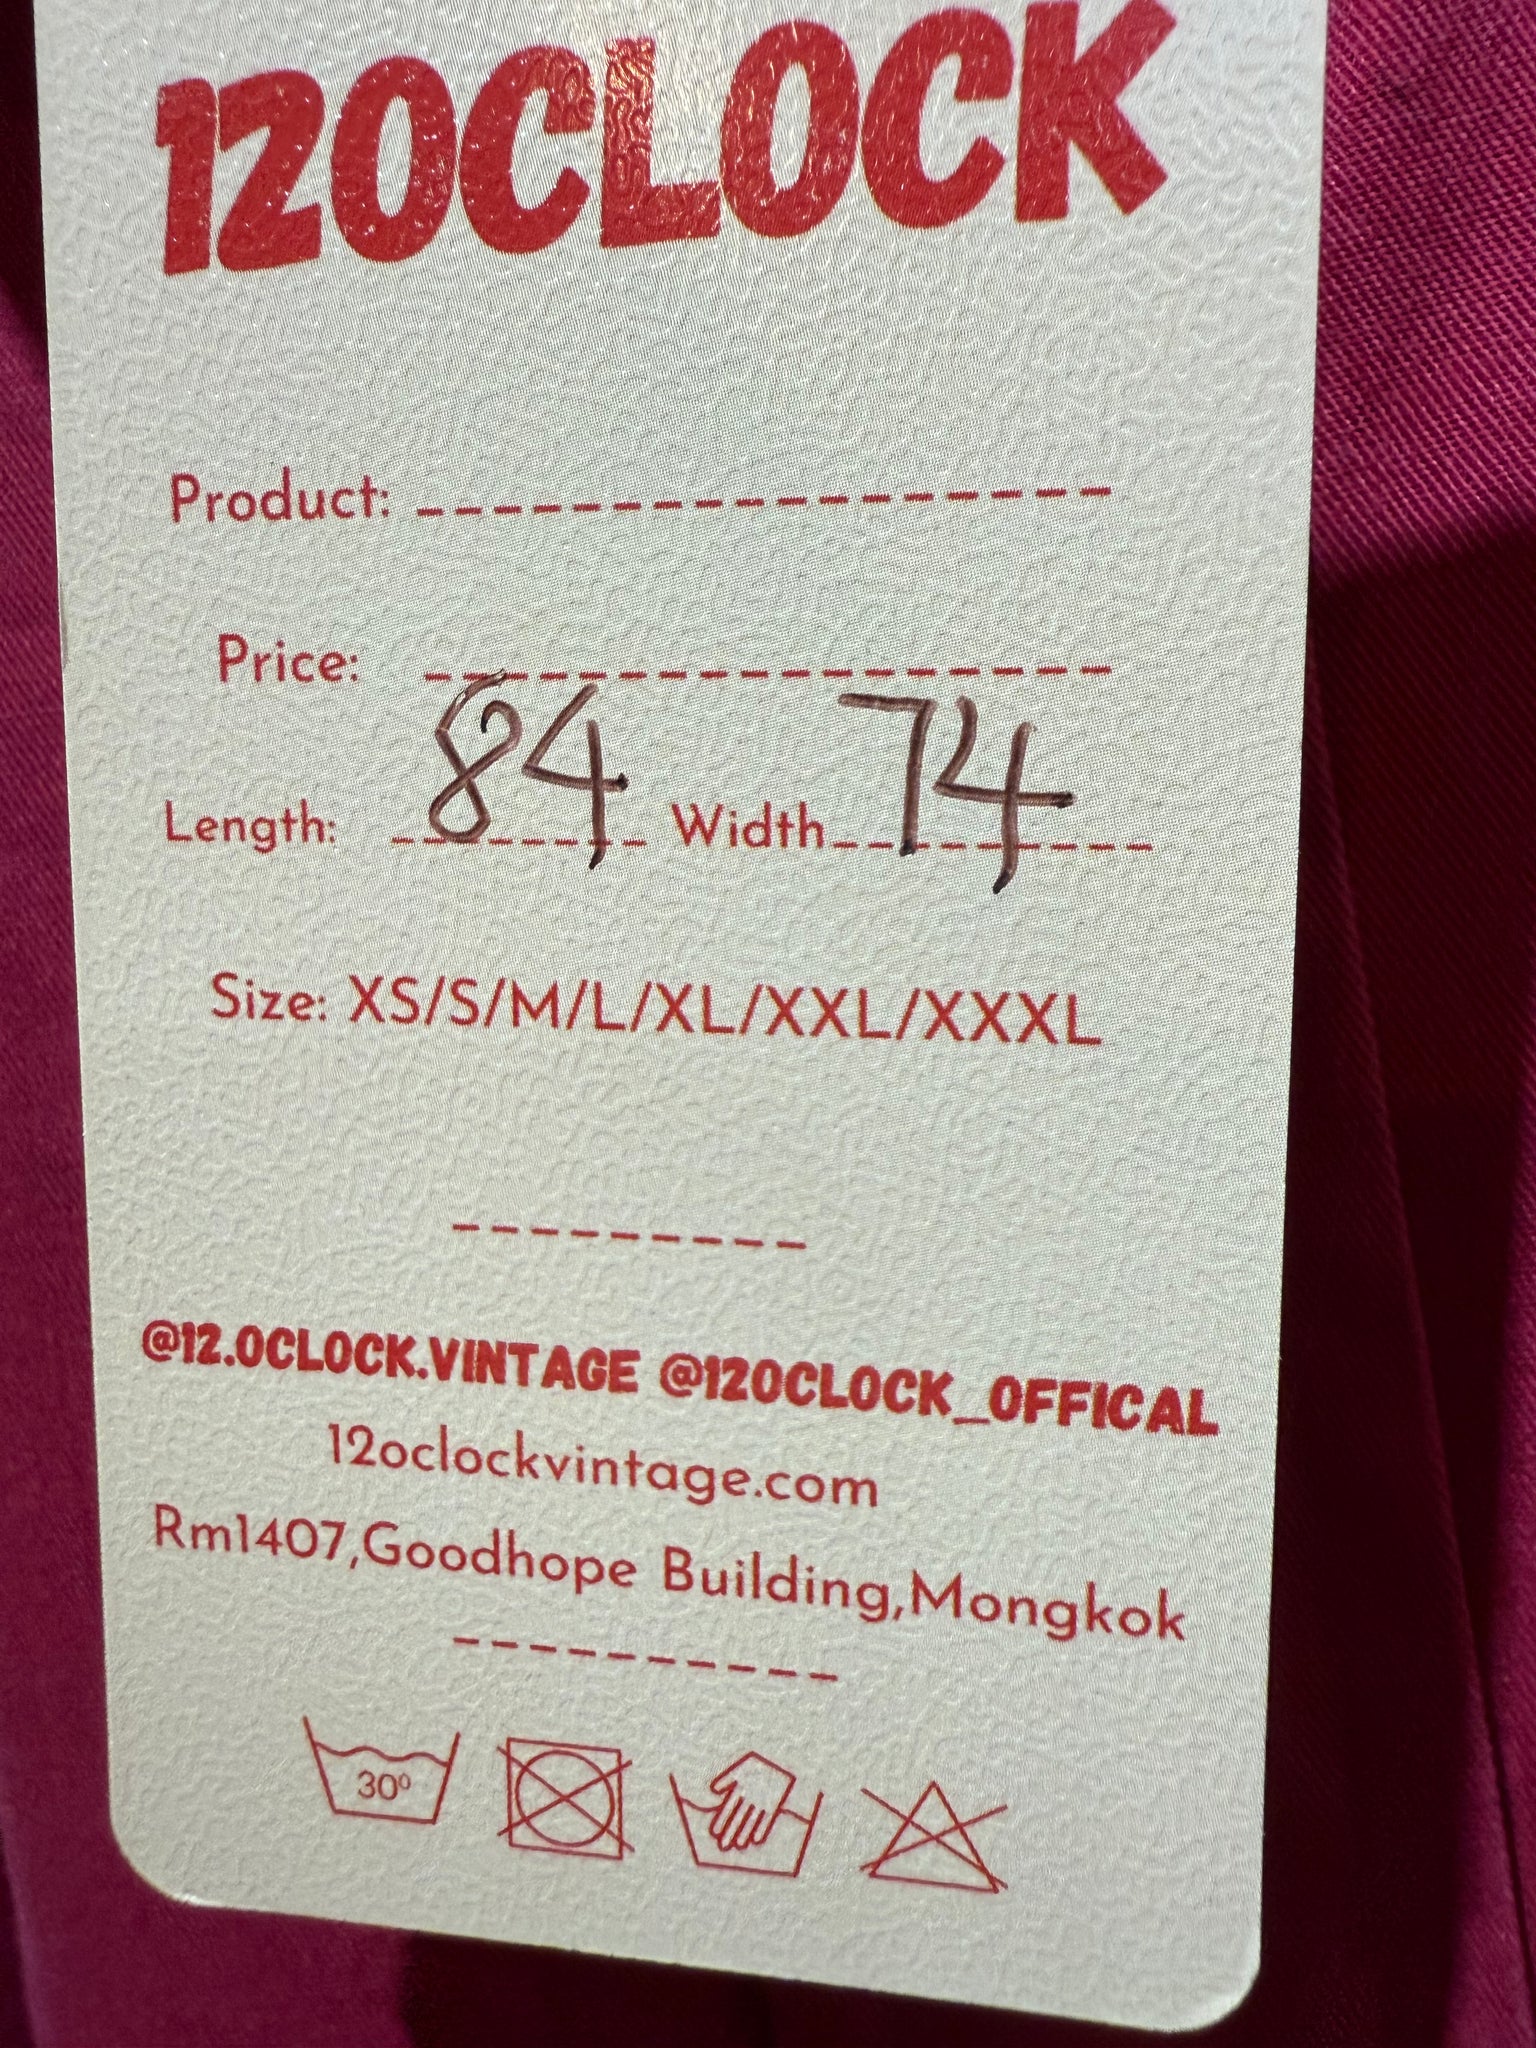 12OCLOCK
Product: _ _ _ _ _ _ _ _ _ _ _ _ _ _ _ _ _ _
Price: _ _ _ _ _ _ _ _ _ _ _ _ _ _ _ _ _ _
Length: 84 Width 74
Size: XS/S/M/L/XL/XXL/XXXL
@12.OCLOCK.VINTAGE @12OCLOCK_OFFICAL
12oclockvintage.com
Rm1407,Goodhope Building,Mongkok
30º